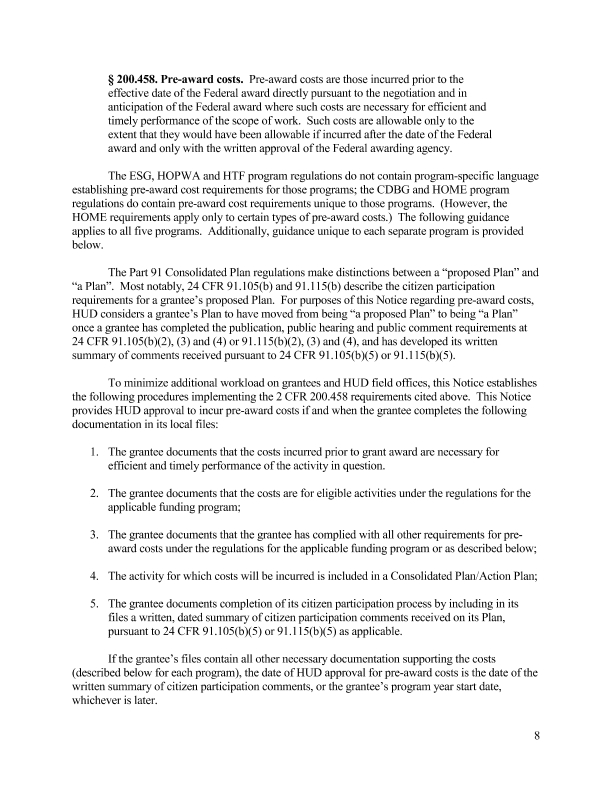 § 200.458. Pre-award costs. Pre-award costs are those incurred prior to the
effective date of the Federal award directly pursuant to the negotiation and in
anticipation of the Federal award where such costs are necessary for efficient and
timely performance of the scope of work. Such costs are allowable only to the
extent that they would have been allowable if incurred after the date of the Federal
award and only with the written approval of the Federal awarding agency.
The ESG, HOPWA and HTF program regulations do not contain program-specific language
establishing pre-award cost requirements for those programs; the CDBG and HOME program
regulations do contain pre-award cost requirements unique to those programs. (However, the
HOME requirements apply only to certain types of pre-award costs.) The following guidance
applies to all five programs. Additionally, guidance unique to each separate program is provided
below.
The Part 91 Consolidated Plan regulations make distinctions between a “proposed Plan” and
“a Plan”. Most notably, 24 CFR 91.105(b) and 91.115(b) describe the citizen participation
requirements for a grantee’s proposed Plan. For purposes of this Notice regarding pre-award costs,
HUD considers a grantee’s Plan to have moved from being “a proposed Plan” to being “a Plan”
once a grantee has completed the publication, public hearing and public comment requirements at
24 CFR 91.105(b)(2), (3) and (4) or 91.115(b)(2), (3) and (4), and has developed its written
summary of comments received pursuant to 24 CFR 91.105(b)(5) or 91.115(b)(5).
To minimize additional workload on grantees and HUD field offices, this Notice establishes
the following procedures implementing the 2 CFR 200.458 requirements cited above. This Notice
provides HUD approval to incur pre-award costs if and when the grantee completes the following
documentation in its local files:
1. The grantee documents that the costs incurred prior to grant award are necessary for
efficient and timely performance of the activity in question.
2. The grantee documents that the costs are for eligible activities under the regulations for the
applicable funding program;
3. The grantee documents that the grantee has complied with all other requirements for pre-
award costs under the regulations for the applicable funding program or as described below;
4. The activity for which costs will be incurred is included in a Consolidated Plan/Action Plan;
5. The grantee documents completion of its citizen participation process by including in its
files a written, dated summary of citizen participation comments received on its Plan,
pursuant to 24 CFR 91.105(b)(5) or 91.115(b)(5) as applicable.
If the grantee’s files contain all other necessary documentation supporting the costs
(described below for each program), the date of HUD approval for pre-award costs is the date of the
written summary of citizen participation comments, or the grantee’s program year start date,
whichever is later.
8